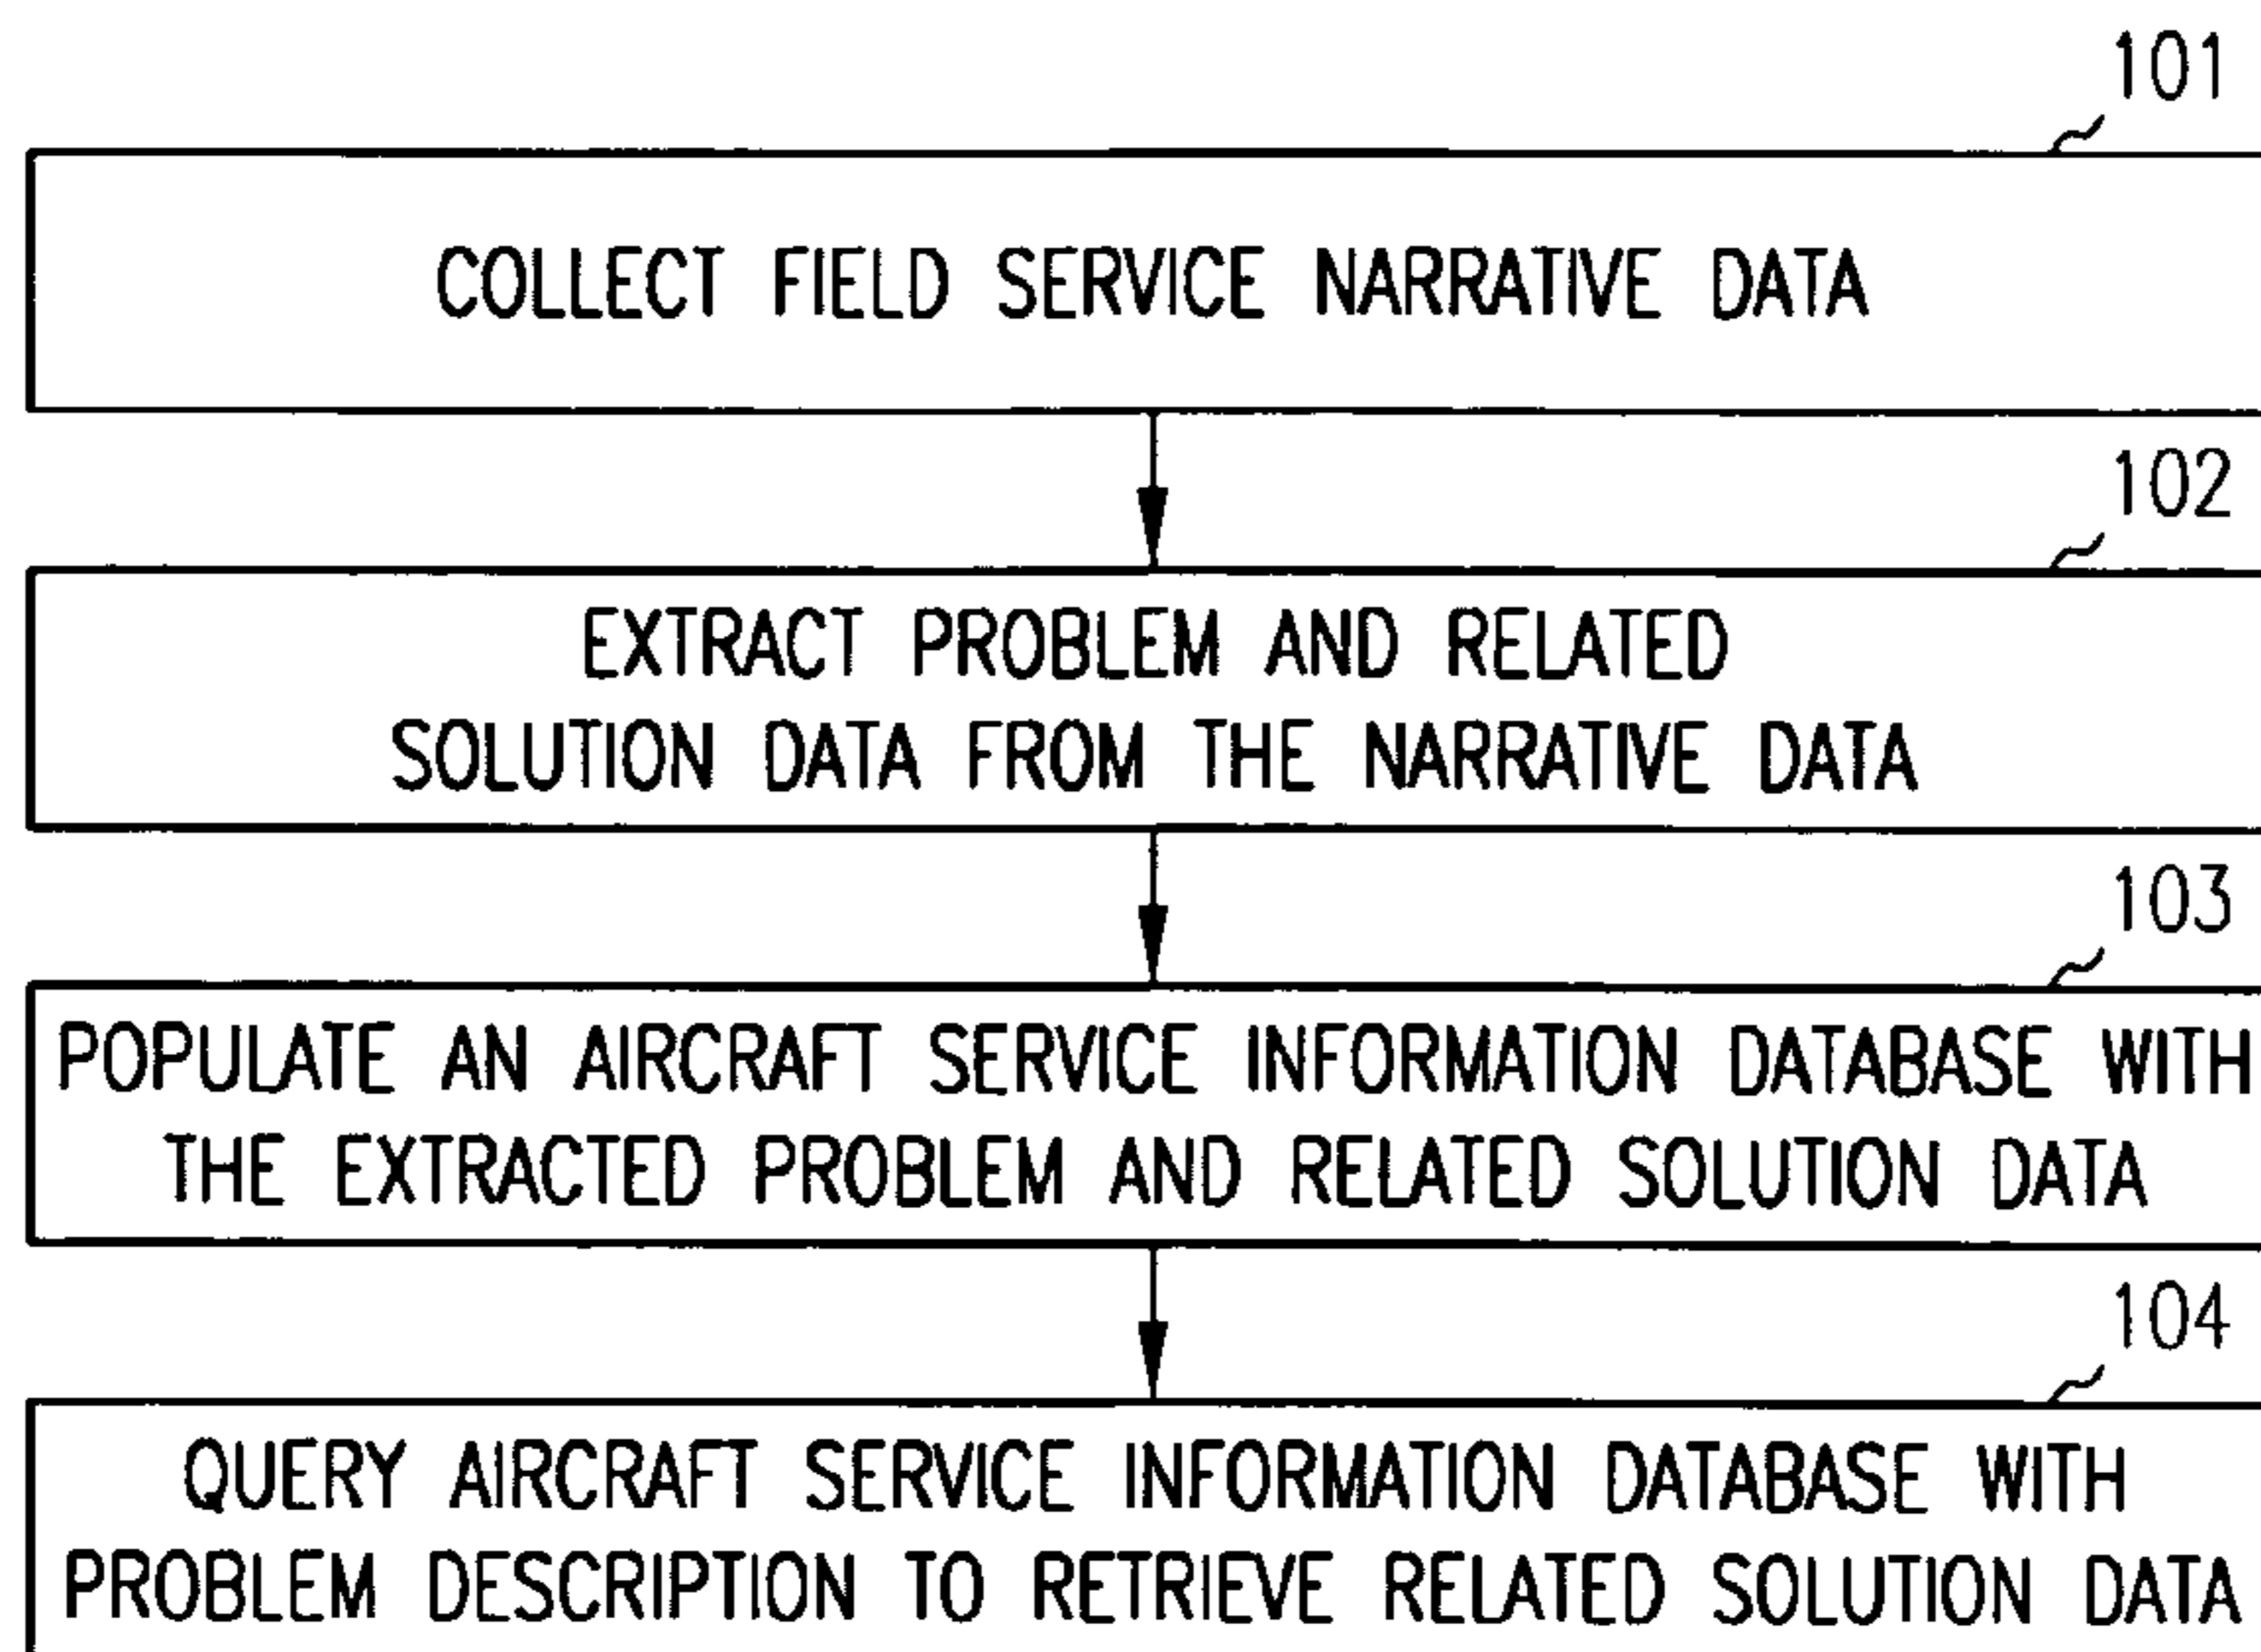 101
COLLECT FIELD SERVICE NARRATIVE DATA
102
EXTRACT PROBLEM AND RELATED
SOLUTION DATA FROM THE NARRATIVE DATA
103
POPULATE AN AIRCRAFT SERVICE INFORMATION DATABASE WITH
THE EXTRACTED PROBLEM AND RELATED SOLUTION DATA
104
QUERY AIRCRAFT SERVICE INFORMATION DATABASE WITH
PROBLEM DESCRIPTION TO RETRIEVE RELATED SOLUTION DATA